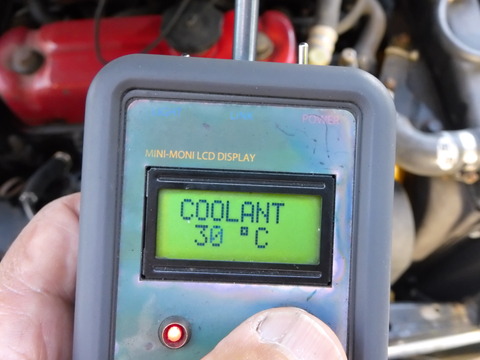 POWER
MINI-MONI LCD DISPLAY
COOLANT
30 °C